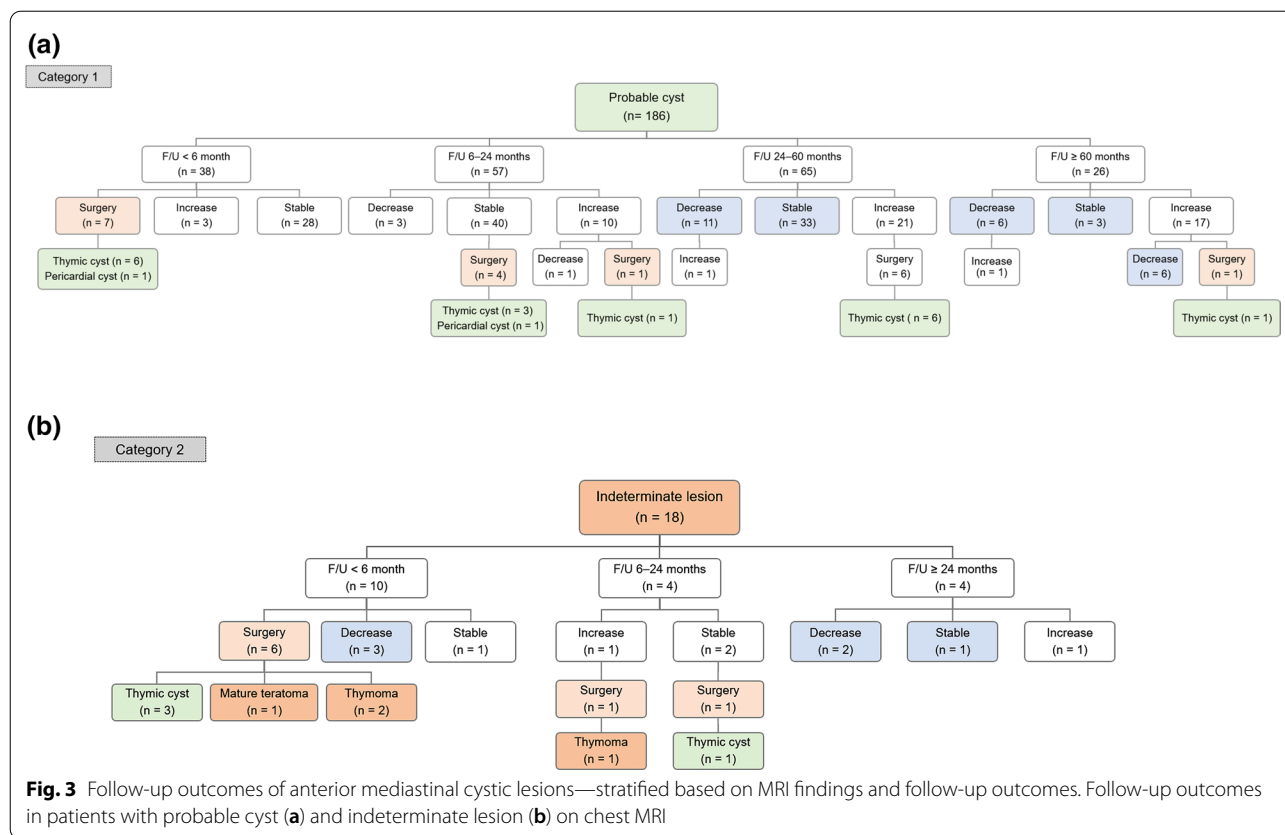 (a)
Category 1
Probable cyst
(n= 186)
F/U < 6 month
(n = 38)
F/U 6–24 months
(n = 57)
F/U 24–60 months
(n = 65)
F/U ≥ 60 months
(n = 26)
Surgery
(n = 7)
Increase
(n = 3)
Stable
(n = 28)
Decrease
(n = 3)
Stable
(n = 40)
Increase
(n = 10)
Decrease
(n = 11)
Stable
(n = 33)
Increase
(n = 21)
Decrease
(n = 6)
Stable
(n = 3)
Increase
(n = 17)
Thymic cyst (n = 6)
Pericardial cyst (n = 1)
Surgery
(n = 4)
Decrease
(n = 1)
Surgery
(n = 1)
Increase
(n = 1)
Surgery
(n = 6)
Increase
(n = 1)
Decrease
(n = 6)
Surgery
(n = 1)
Thymic cyst (n = 3)
Pericardial cyst (n = 1)
Thymic cyst (n = 1)
Thymic cyst ( n = 6)
Thymic cyst (n = 1)
(b)
Category 2
Indeterminate lesion
(n = 18)
F/U < 6 month
(n = 10)
F/U 6–24 months
(n = 4)
F/U ≥ 24 months
(n = 4)
Surgery
(n = 6)
Decrease
(n = 3)
Stable
(n = 1)
Increase
(n = 1)
Stable
(n = 2)
Decrease
(n = 2)
Stable
(n = 1)
Increase
(n = 1)
Thymic cyst
(n = 3)
Mature teratoma
(n = 1)
Thymoma
(n = 2)
Surgery
(n = 1)
Surgery
(n = 1)
Thymoma
(n = 1)
Thymic cyst
(n = 1)
Fig. 3 Follow-up outcomes of anterior mediastinal cystic lesions—stratified based on MRI findings and follow-up outcomes. Follow-up outcomes
in patients with probable cyst (a) and indeterminate lesion (b) on chest MRI